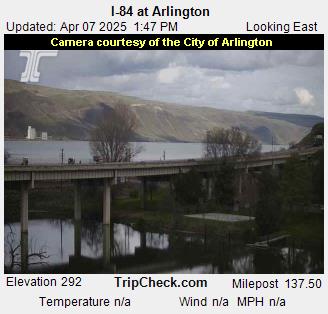 I-84 at Arlington
Updated: Apr 07 2025 1:47 PM Looking East
Camera courtesy of the City of Arlington
Elevation 292 TripCheck.com Milepost 137.50
Temperature n/a Wind n/a MPH n/a